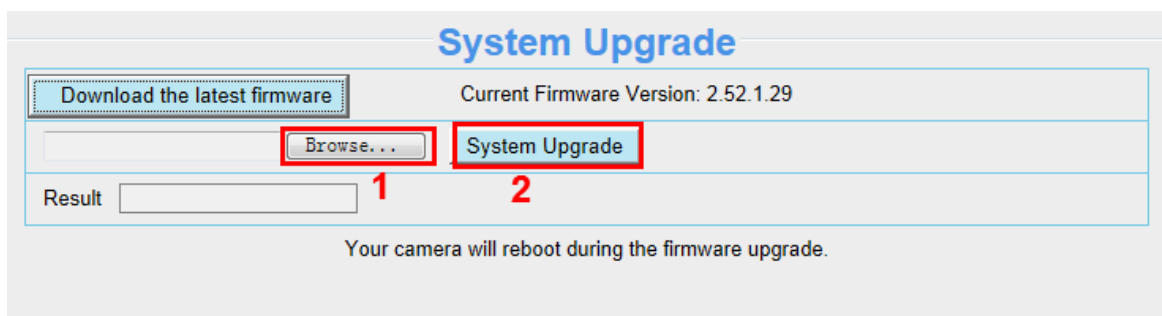 System Upgrade
Download the latest firmware
Current Firmware Version: 2.52.1.29
Browse...
System Upgrade
1
2
Result
Your camera will reboot during the firmware upgrade.